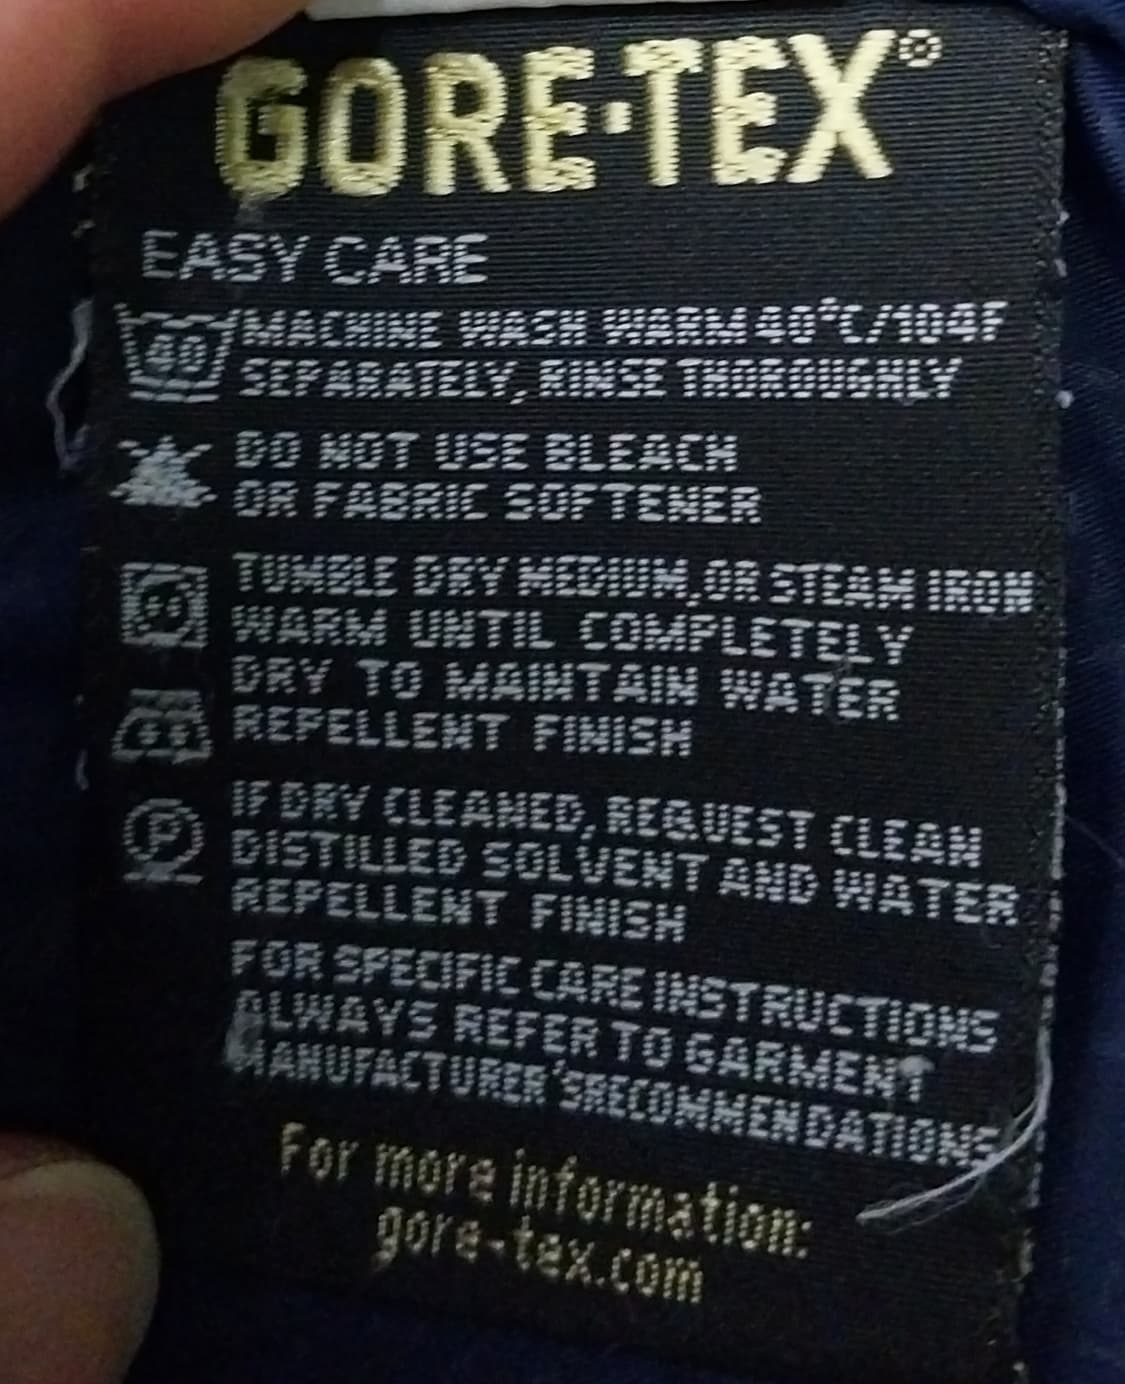 GORE-TEX®
EASY CARE
40 MACHINE WASH WARM 40°C/104F
SEPARATELY, RINSE THOROUGHLY
DO NOT USE BLEACH
OR FABRIC SOFTENER
TUMBLE DRY MEDIUM, OR STEAM IRON
WARM UNTIL COMPLETELY
DRY TO MAINTAIN WATER
REPELLENT FINISH
P IF DRY CLEANED, REQUEST CLEAN
DISTILLED SOLVENT AND WATER
REPELLENT FINISH
FOR SPECIFIC CARE INSTRUCTIONS
ALWAYS REFER TO GARMENT
MANUFACTURER'S RECOMMENDATIONS
For more information:
gore-tex.com